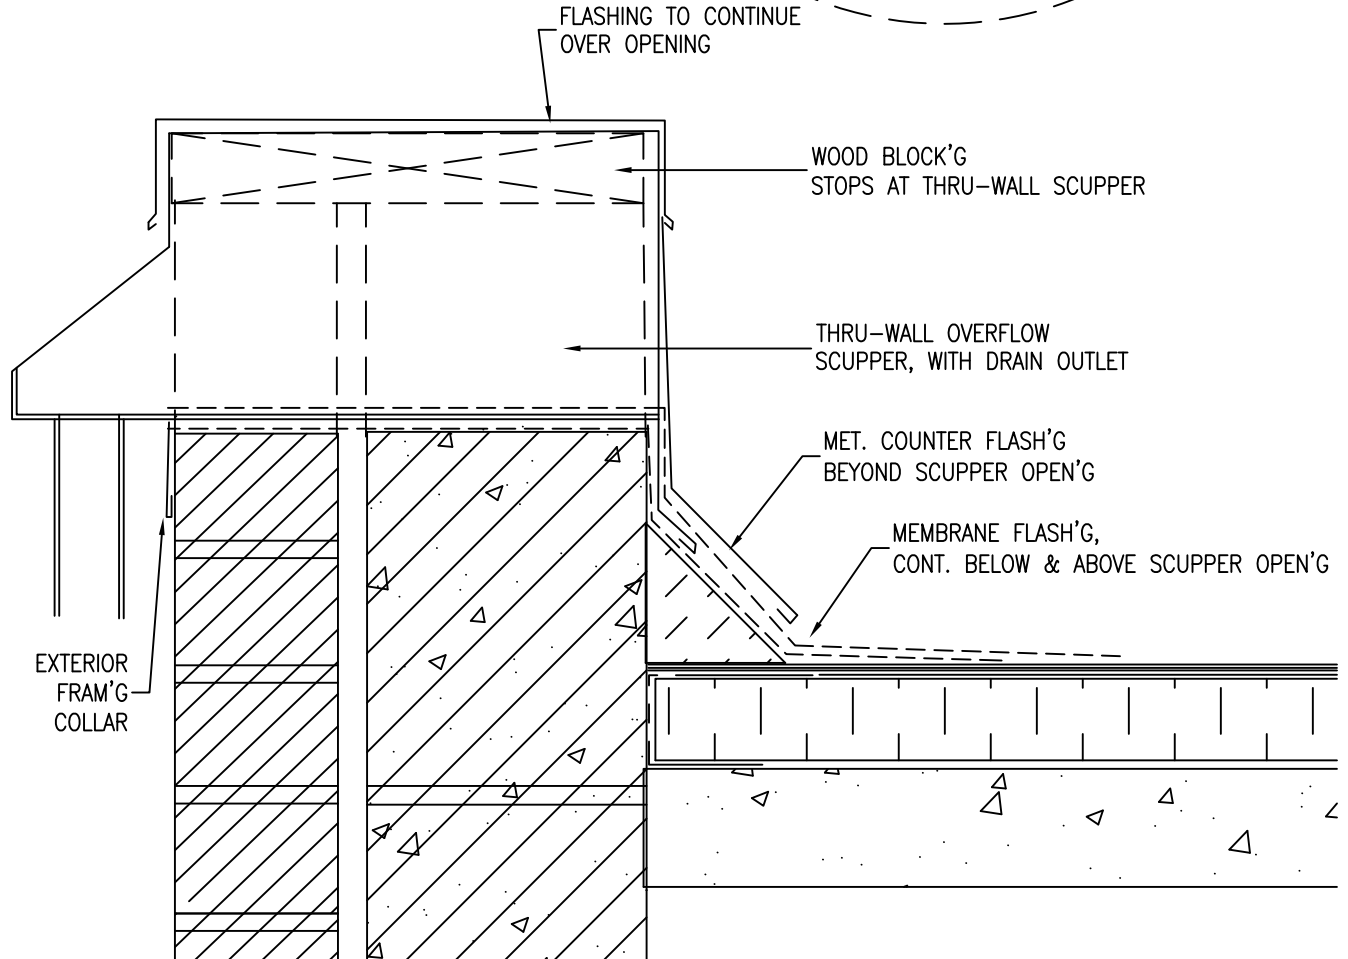 FLASHING TO CONTINUE
OVER OPENING
WOOD BLOCK'G
STOPS AT THRU-WALL SCUPPER
THRU-WALL OVERFLOW
SCUPPER, WITH DRAIN OUTLET
MET. COUNTER FLASH'G
BEYOND SCUPPER OPEN'G
MEMBRANE FLASH'G,
CONT. BELOW & ABOVE SCUPPER OPEN'G
EXTERIOR
FRAM'G
COLLAR